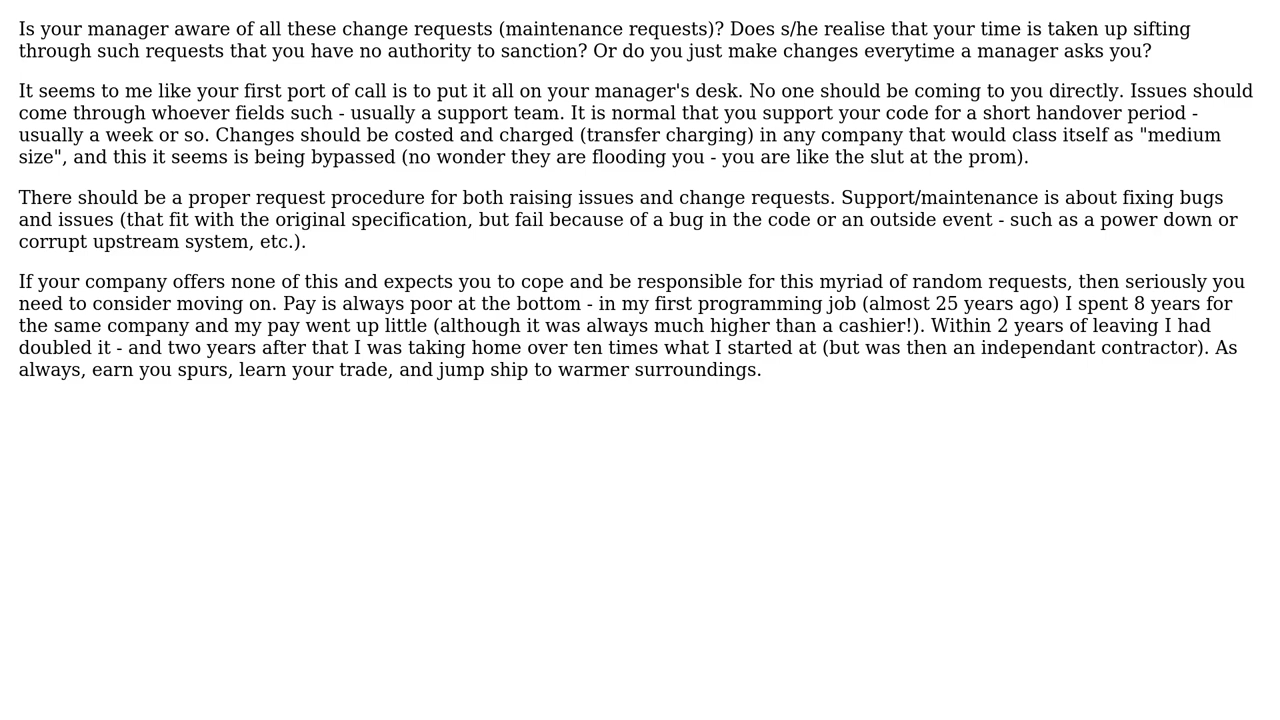 Is your manager aware of all these change requests (maintenance requests)? Does s/he realise that your time is taken up sifting
through such requests that you have no authority to sanction? Or do you just make changes everytime a manager asks you?
It seems to me like your first port of call is to put it all on your manager's desk. No one should be coming to you directly. Issues should
come through whoever fields such - usually a support team. It is normal that you support your code for a short handover period -
usually a week or so. Changes should be costed and charged (transfer charging) in any company that would class itself as "medium
size", and this it seems is being bypassed (no wonder they are flooding you - you are like the slut at the prom).
There should be a proper request procedure for both raising issues and change requests. Support/maintenance is about fixing bugs
and issues (that fit with the original specification, but fail because of a bug in the code or an outside event - such as a power down or
corrupt upstream system, etc.).
If your company offers none of this and expects you to cope and be responsible for this myriad of random requests, then seriously you
need to consider moving on. Pay is always poor at the bottom - in my first programming job (almost 25 years ago) I spent 8 years for
the same company and my pay went up little (although it was always much higher than a cashier!). Within 2 years of leaving I had
doubled it - and two years after that I was taking home over ten times what I started at (but was then an independant contractor). As
always, earn you spurs, learn your trade, and jump ship to warmer surroundings.